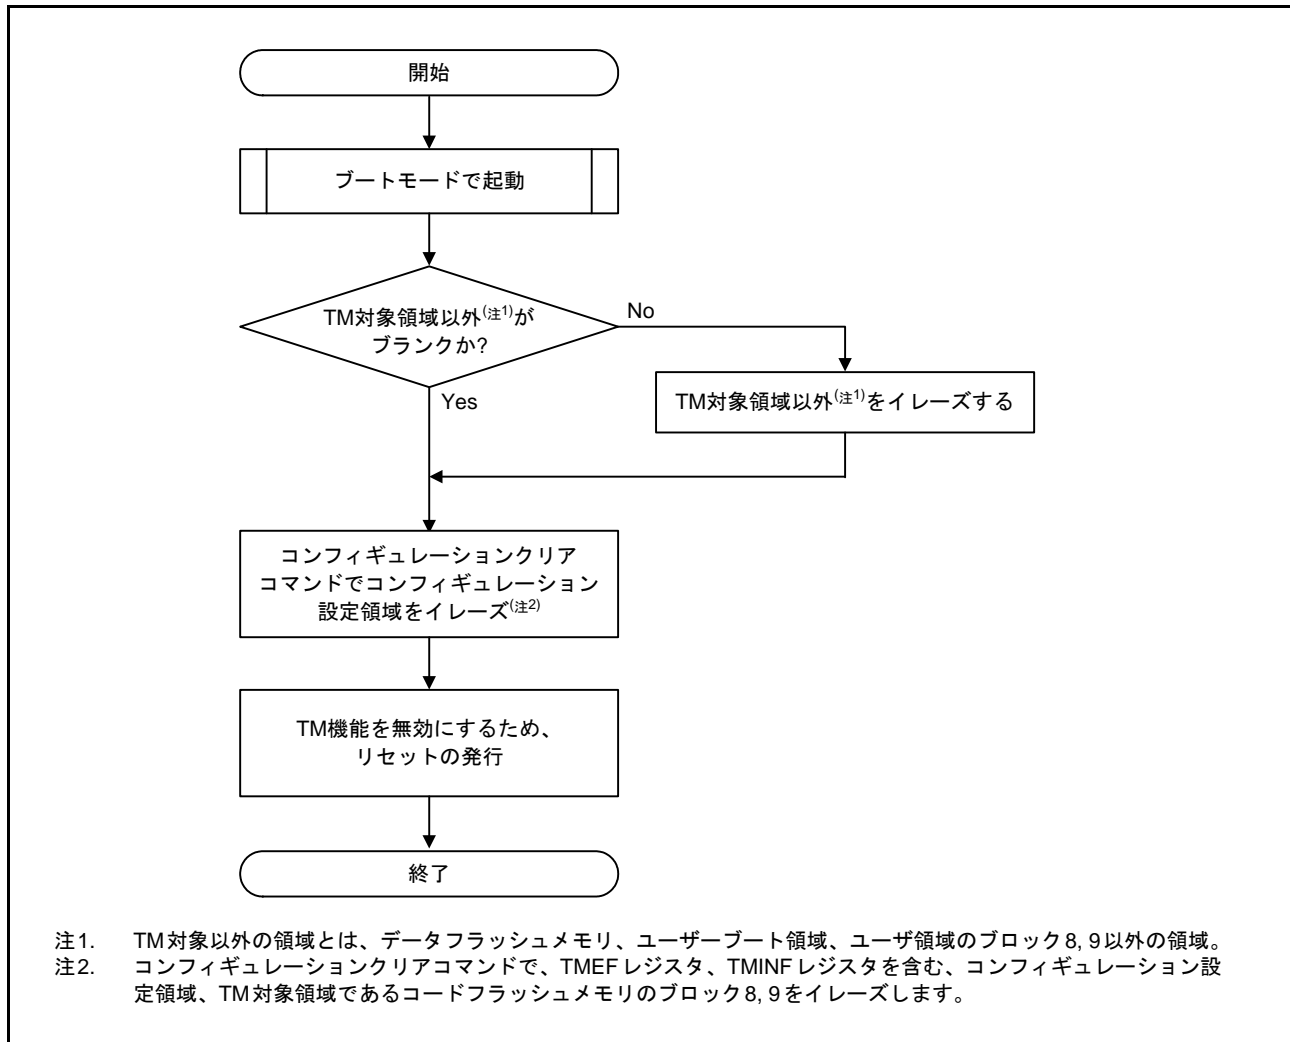 開始
ブートモードで起動
TM対象領域以外(注1)が
ブランクか?
No
Yes
TM対象領域以外(注1)をイレーズする
コンフィギュレーションクリア
コマンドでコンフィギュレーション
設定領域をイレーズ(注2)
TM機能を無効にするため、
リセットの発行
終了
注1. TM対象以外の領域とは、データフラッシュメモリ、ユーザーブート領域、ユーザ領域のブロック8, 9以外の領域。
注2. コンフィギュレーションクリアコマンドで、TMEFレジスタ、TMINFレジスタを含む、コンフィギュレーション設
定領域、TM対象領域であるコードフラッシュメモリのブロック8, 9をイレーズします。